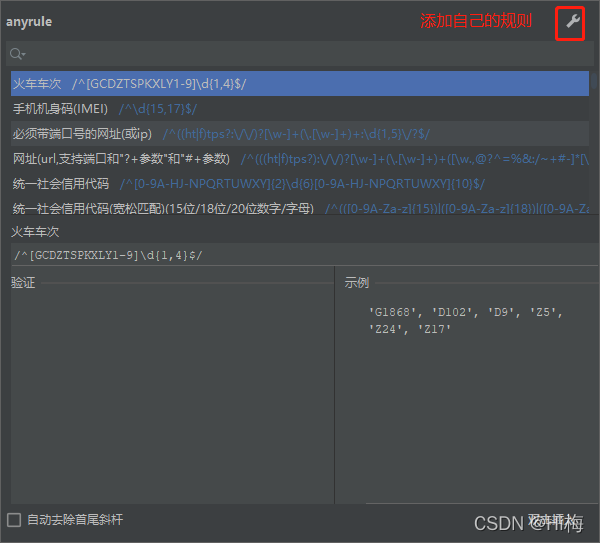 anyrule
添加自己的规则
火车车次 /^[GCDZTSPKXLY1-9]\d{1,4}$/
手机机身码(IMEI) /^\d{15,17}$/
必须带端口号的网址(或ip) /^((ht|f)tps?:\/\/)?[\w-]+(\.[\w-]+)+:\d{1,5}\/?$/
网址(url,支持端口和"?+参数"和"#+参数) /^(((ht|f)tps?):\/\/)?[\w-]+(\.[\w-]+)+([\w.,@?^=%&:/~+#-]*[\
统一社会信用代码 /^[0-9A-HJ-NPQRTUWXY]{2}\d{6}[0-9A-HJ-NPQRTUWXY]{10}$/
统一社会信用代码(宽松匹配)(15位/18位/20位数字/字母) /^(([0-9A-Za-z]{15})|([0-9A-Za-z]{18})|([0-9A-Za
火车车次
/^[GCDZTSPKXLY1-9]\d{1,4}$/
验证
示例
'G1868', 'D102', 'D9', 'Z5',
'Z24', 'Z17'
自动去除首尾斜杆
CSDN @Hi梅